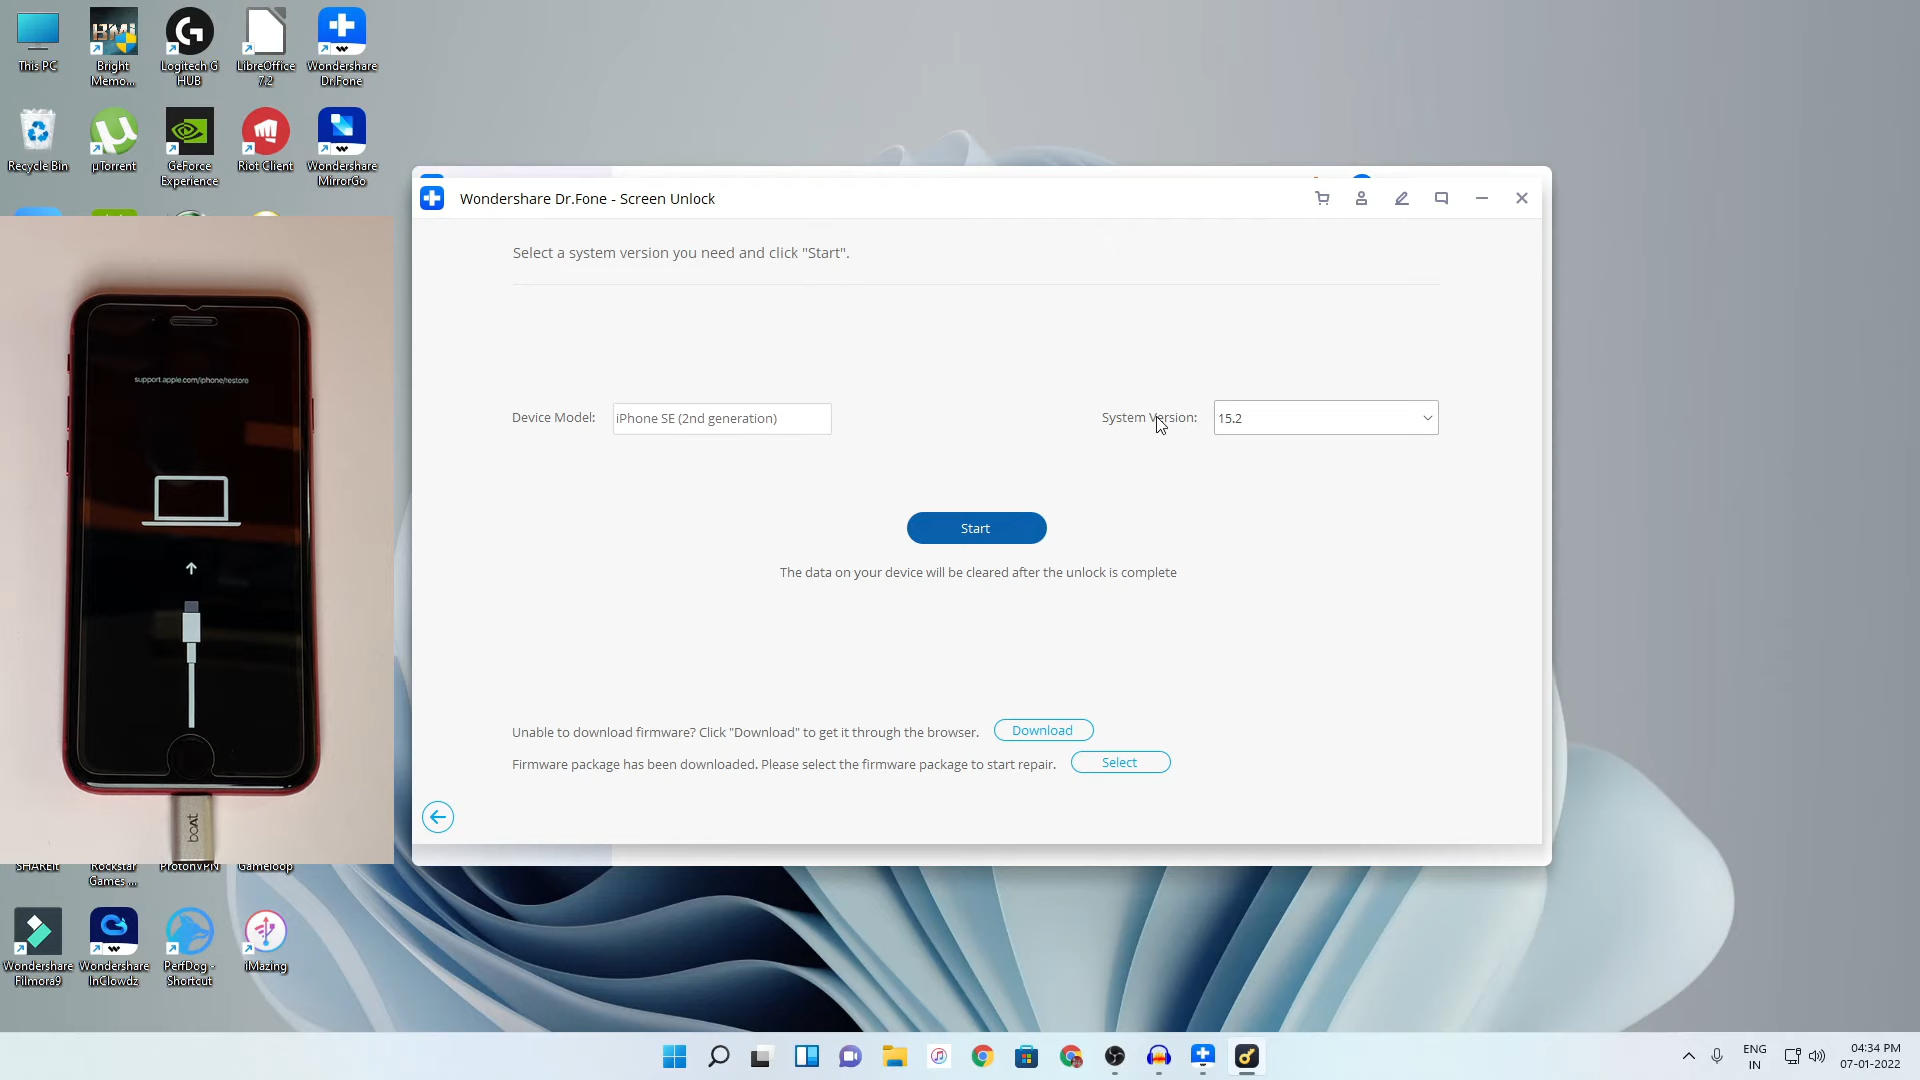 This PC
Bright Memo...
Logitech G HUB
LibreOffice 7.2
Wondershare Dr.Fone
Recycle Bin
µTorrent
GeForce Experience
Riot Client
Wondershare MirrorGo
Wondershare Dr.Fone - Screen Unlock
Select a system version you need and click "Start".
Device Model:
iPhone SE (2nd generation)
System Version:
15.2
Start
The data on your device will be cleared after the unlock is complete
Unable to download firmware? Click "Download" to get it through the browser.
Download
Firmware package has been downloaded. Please select the firmware package to start repair.
Select
support.apple.com/iphone/restore
boAt
SHAREit
Rockstar Games ...
ProtonVPN
Gameloop
Wondershare Filmora9
Wondershare InClowdz
PerfDog - Shortcut
iMazing
ENG
IN
04:34 PM
07-01-2022